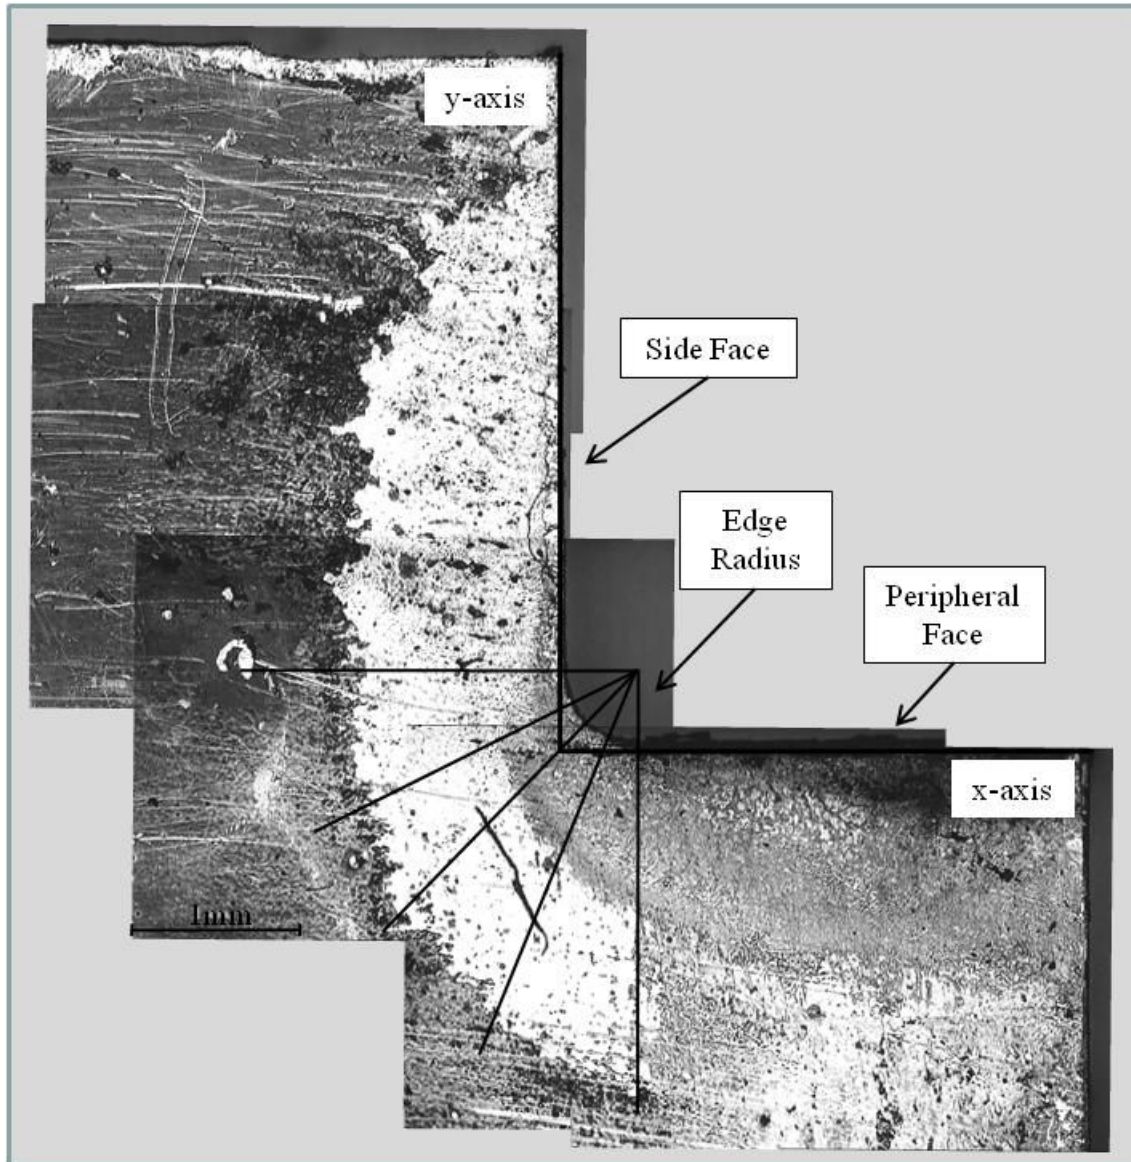 y-axis
Side Face
Edge
Radius
Peripheral
Face
x-axis
1mm